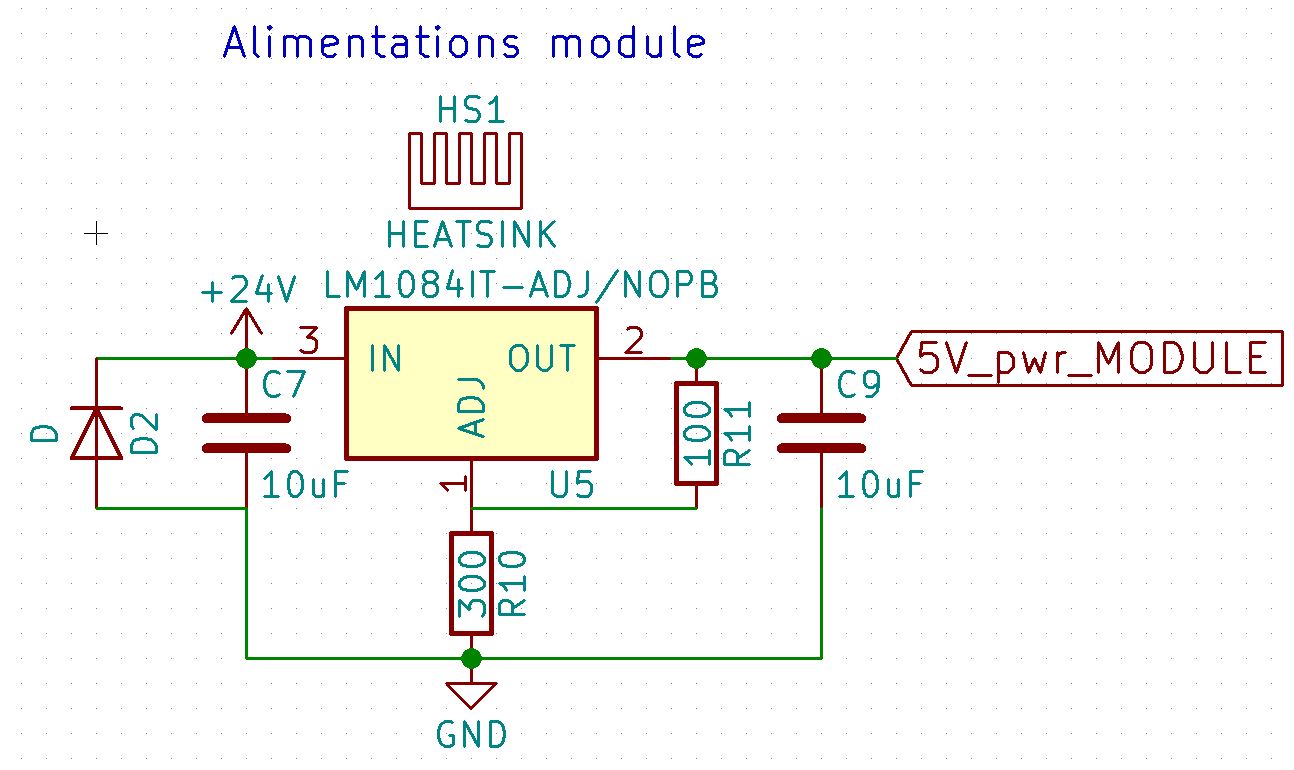 Alimentations module
HS1
HEATSINK
+24V
LM1084IT-ADJ/NOPB
3
IN
OUT
2
ADJ
1
U5
5V_pwr_MODULE
C7
10uF
D
D2
100
R11
C9
10uF
300
R10
GND